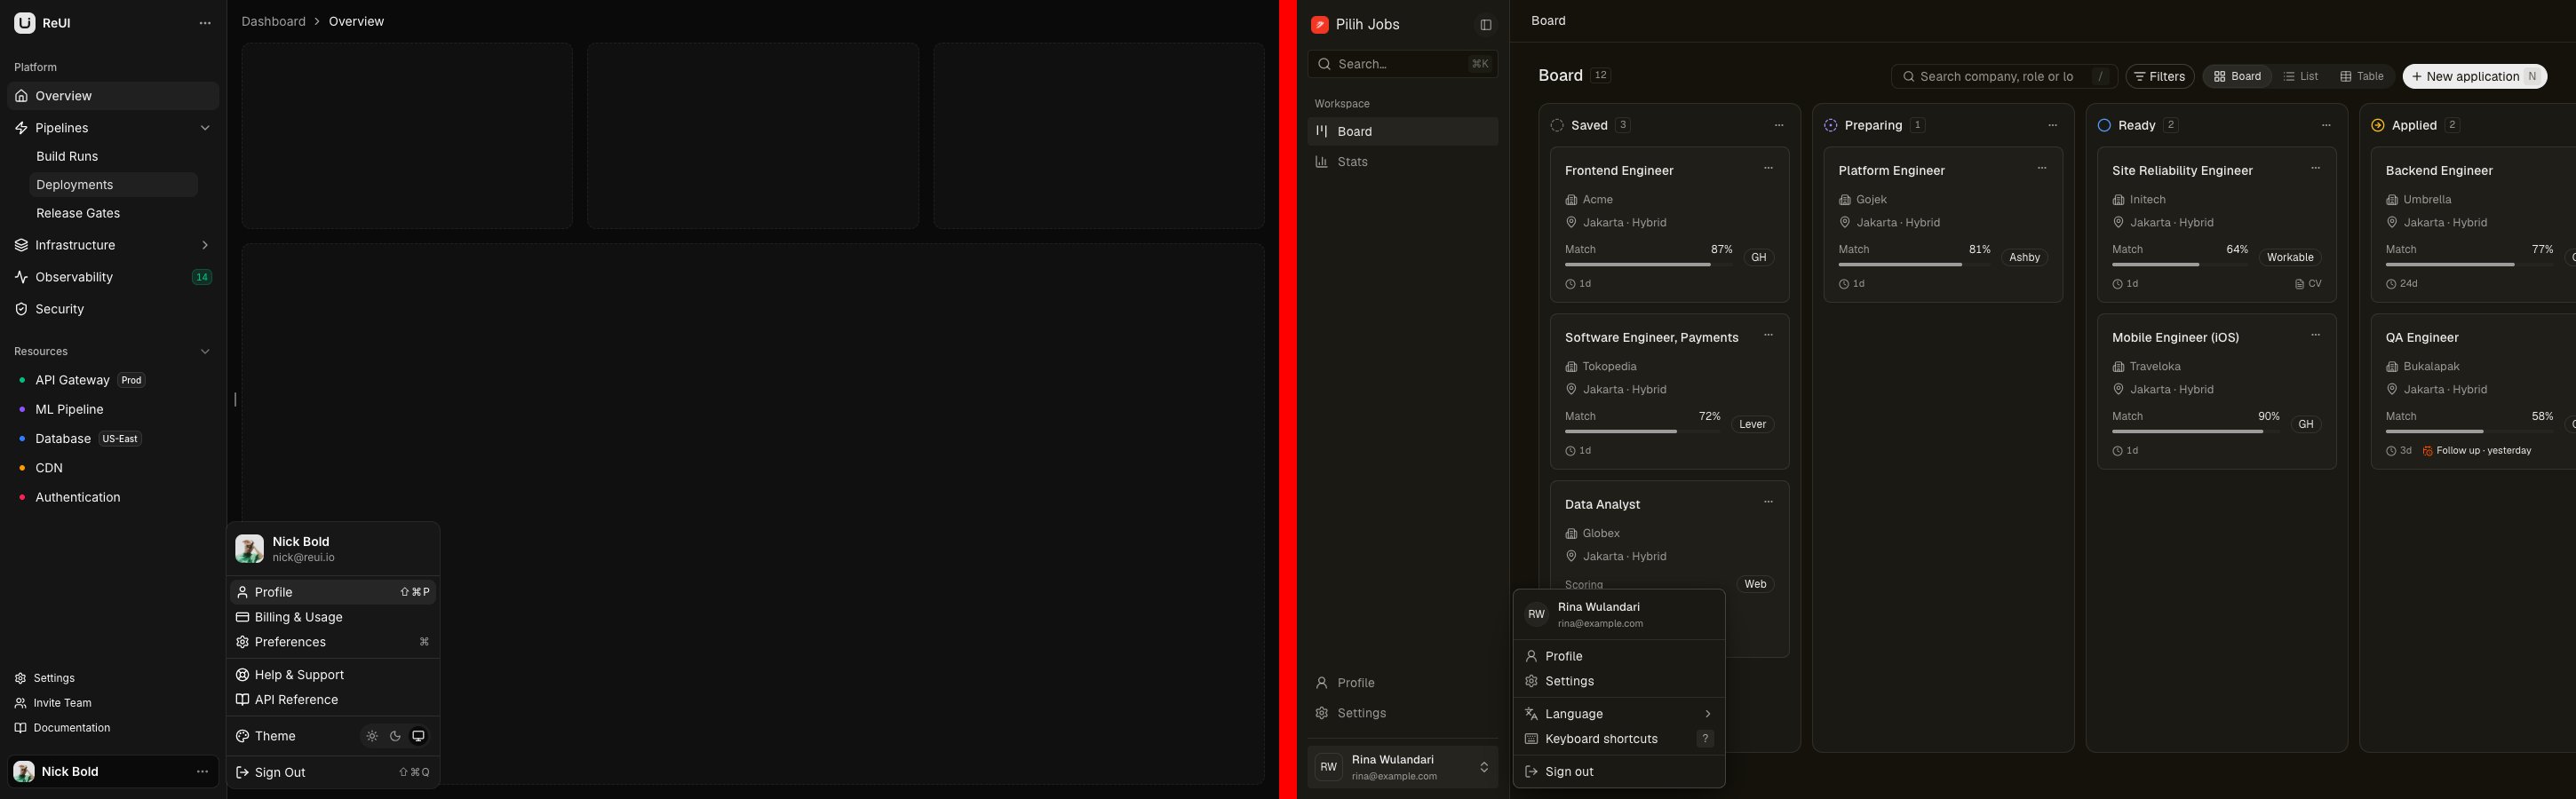 ReUI
Platform
Overview
Pipelines
Build Runs
Deployments
Release Gates
Infrastructure
Observability 14
Security
Resources
API Gateway Prod
ML Pipeline
Database US-East
CDN
Authentication
Settings
Invite Team
Documentation
Nick Bold
Dashboard > Overview
Nick Bold
nick@reui.io
Profile ⇧⌘P
Billing & Usage
Preferences ⌘
Help & Support
API Reference
Theme
Sign Out ⇧⌘Q
Pilih Jobs
Search... ⌘K
Workspace
Board
Stats
Profile
Settings
RW
Rina Wulandari
rina@example.com
Board
Board 12
Search company, role or lo /
Filters
Board
List
Table
+ New application N
Saved 3
Frontend Engineer
Acme
Jakarta · Hybrid
Match 87%
GH
1d
Software Engineer, Payments
Tokopedia
Jakarta · Hybrid
Match 72%
Lever
1d
Data Analyst
Globex
Jakarta · Hybrid
Scoring
Web
Preparing 1
Platform Engineer
Gojek
Jakarta · Hybrid
Match 81%
Ashby
1d
Ready 2
Site Reliability Engineer
Initech
Jakarta · Hybrid
Match 64%
Workable
1d
CV
Mobile Engineer (iOS)
Traveloka
Jakarta · Hybrid
Match 90%
GH
1d
Applied 2
Backend Engineer
Umbrella
Jakarta · Hybrid
Match 77%
24d
QA Engineer
Bukalapak
Jakarta · Hybrid
Match 58%
3d
Follow up · yesterday
RW
Rina Wulandari
rina@example.com
Profile
Settings
Language
Keyboard shortcuts ?
Sign out